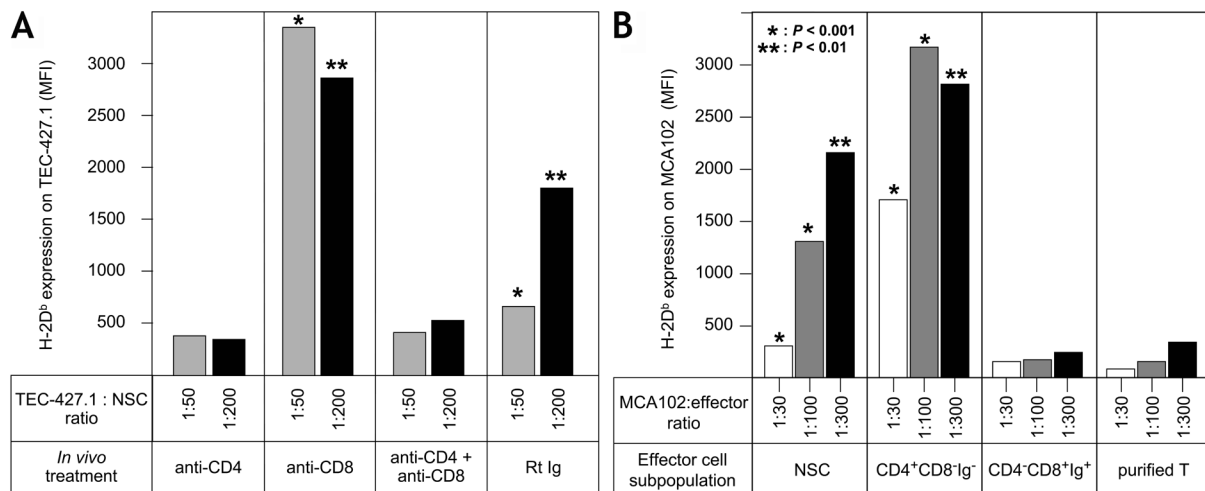 A
H-2Dᵇ expression on TEC-427.1 (MFI)
3000
2500
2000
1500
1000
500
*
**
*
**
TEC-427.1 : NSC
ratio
1:50
1:200
1:50
1:200
1:50
1:200
1:50
1:200
In vivo
treatment
anti-CD4
anti-CD8
anti-CD4 +
anti-CD8
Rt Ig
B
H-2Dᵇ expression on MCA102 (MFI)
3000
2500
2000
1500
1000
500
* : P < 0.001
** : P < 0.01
*
*
**
*
*
**
MCA102:effector
ratio
1:30
1:100
1:300
1:30
1:100
1:300
1:30
1:100
1:300
1:30
1:100
1:300
Effector cell
subpopulation
NSC
CD4⁺CD8⁻Ig⁻
CD4⁻CD8⁺Ig⁺
purified T